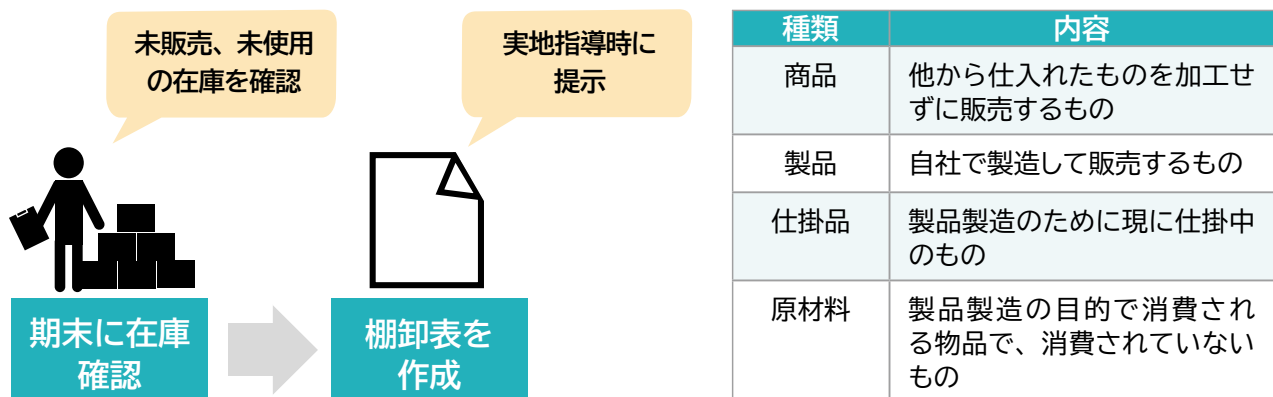 未販売、未使用
の在庫を確認
実地指導時に
提示
期末に在庫
確認
棚卸表を
作成
種類 内容
商品 他から仕入れたものを加工せ
ずに販売するもの
製品 自社で製造して販売するもの
仕掛品 製品製造のために現に仕掛中
のもの
原材料 製品製造の目的で消費され
る物品で、消費されていない
もの